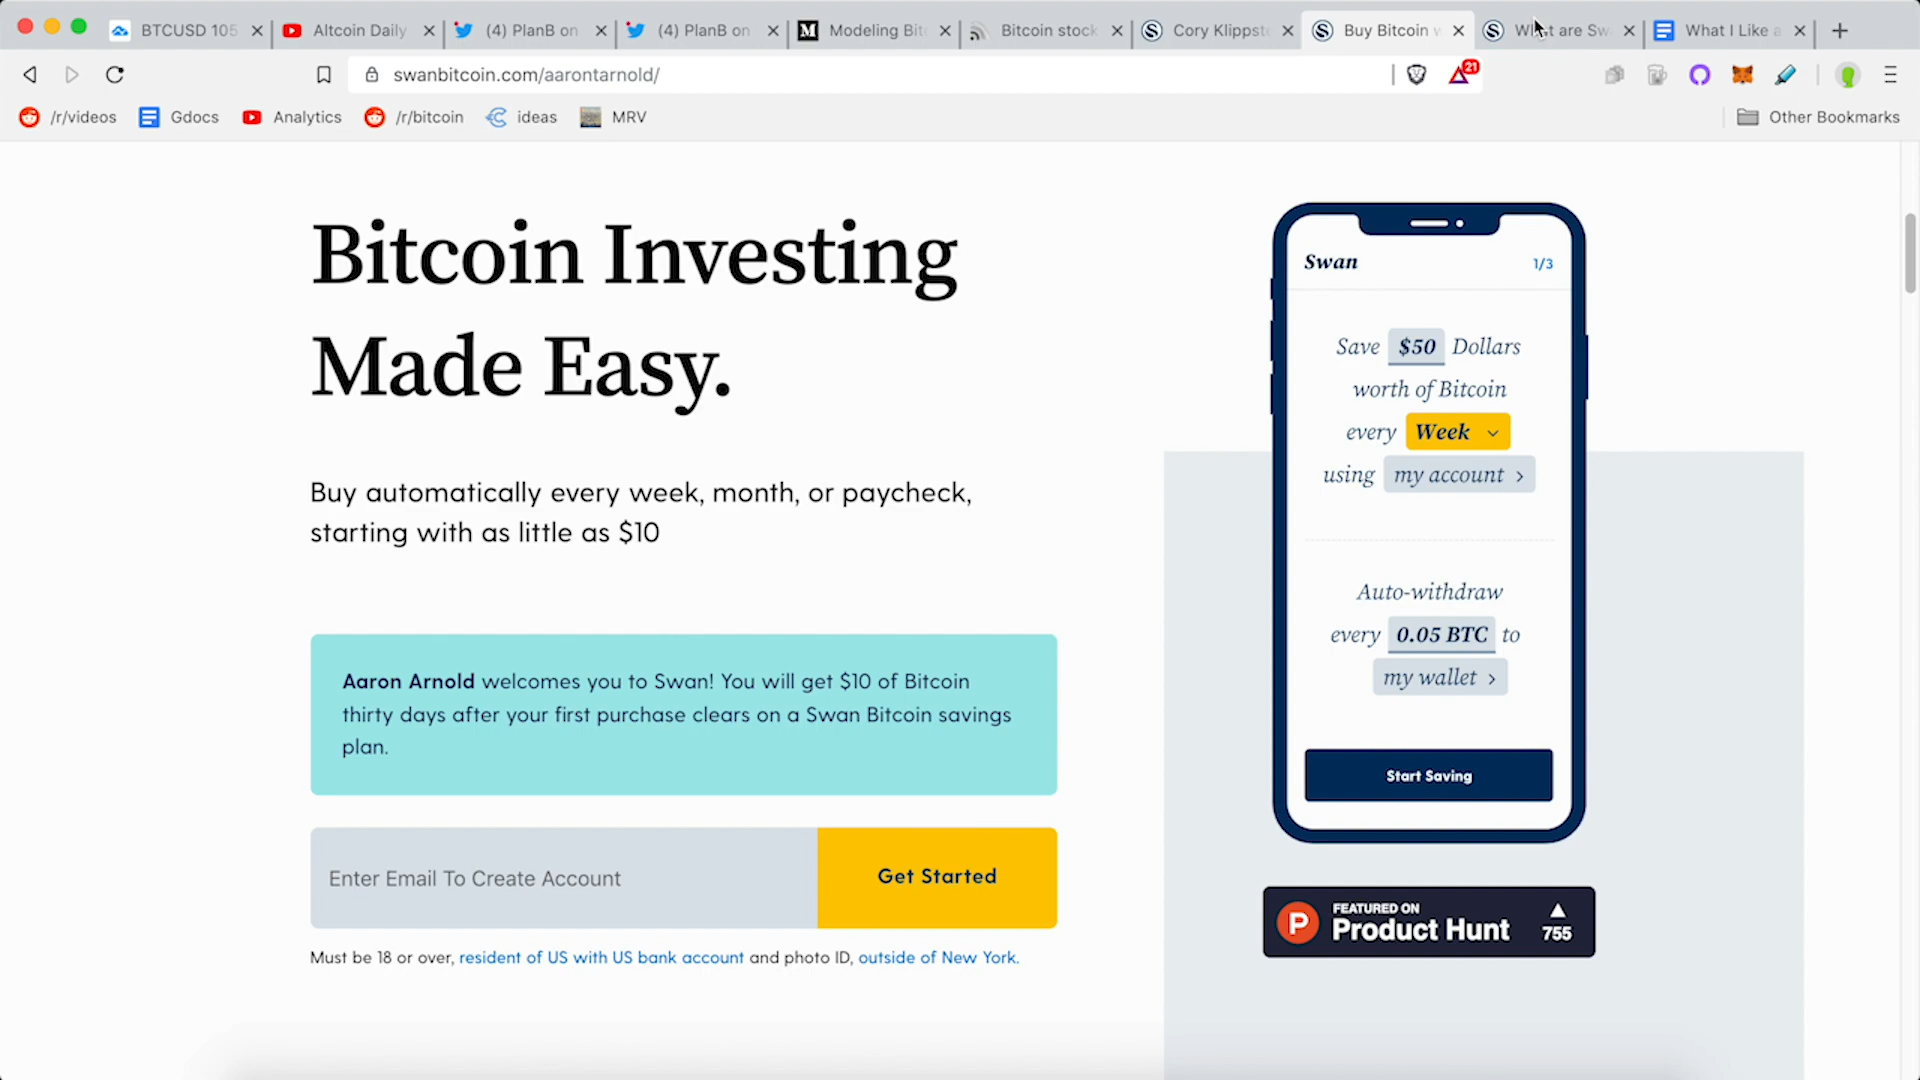 BTCUSD 105
Altcoin Daily
(4) PlanB on
(4) PlanB on
M
Modeling Bit
Bitcoin stock
S
Cory Klippste
S
Buy Bitcoin
S
are Sw
What I Like a
swanbitcoin.com/aarontarnold/
21
/r/videos
Gdocs
Analytics
/r/bitcoin
ideas
MRV
Other Bookmarks
Bitcoin Investing
Made Easy.
Buy automatically every week, month, or paycheck,
starting with as little as $10
Aaron Arnold welcomes you to Swan! You will get $10 of Bitcoin
thirty days after your first purchase clears on a Swan Bitcoin savings
plan.
Enter Email To Create Account
Get Started
Must be 18 or over, resident of US with US bank account and photo ID, outside of New York.
Swan
1/3
Save $50 Dollars
worth of Bitcoin
every Week
using my account >
Auto-withdraw
every 0.05 BTC to
my wallet >
Start Saving
P
FEATURED ON
Product Hunt
755